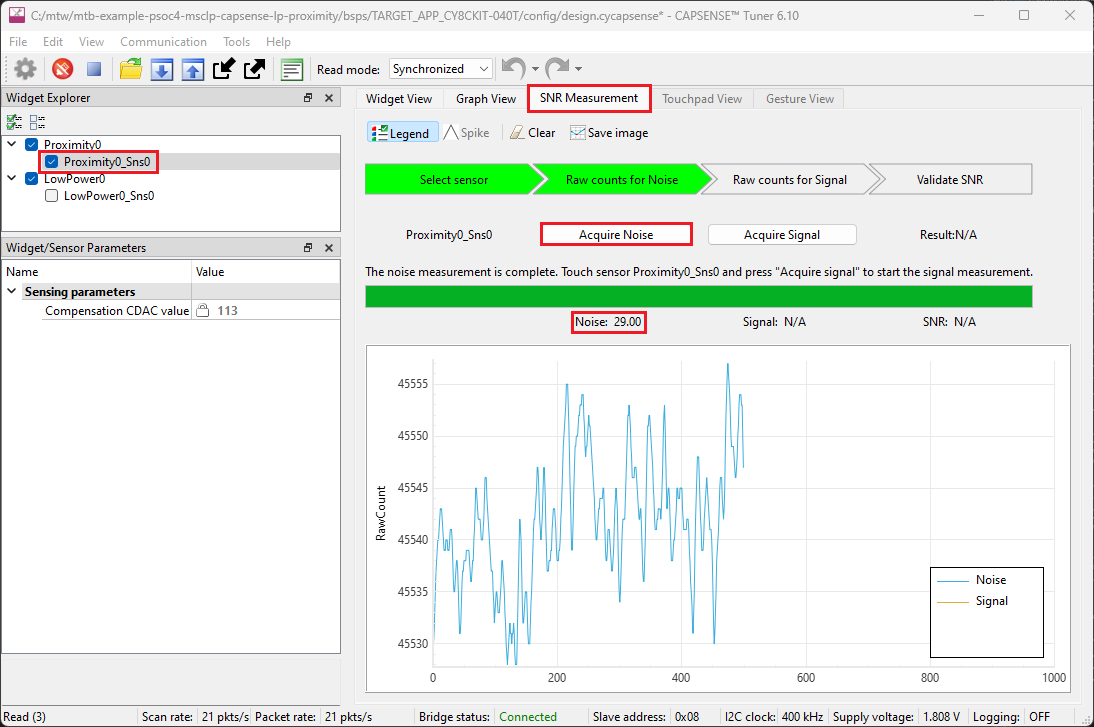 C:/mtw/mtb-example-psoc4-msclp-capsense-lp-proximity/bsps/TARGET_APP_CY8CKIT-040T/config/design.cycapsense* - CAPSENSE™ Tuner 6.10
File Edit View Communication Tools Help
Read mode: Synchronized
Widget Explorer
Proximity0
Proximity0_Sns0
LowPower0
LowPower0_Sns0
Widget/Sensor Parameters
Name Value
Sensing parameters
Compensation CDAC value 113
Widget View Graph View SNR Measurement Touchpad View Gesture View
Legend Spike Clear Save image
Select sensor Raw counts for Noise Raw counts for Signal Validate SNR
Proximity0_Sns0 Acquire Noise Acquire Signal Result:N/A
The noise measurement is complete. Touch sensor Proximity0_Sns0 and press "Acquire signal" to start the signal measurement.
Noise: 29.00 Signal: N/A SNR: N/A
45555
45550
45545
45540
45535
45530
RawCount
0 200 400 600 800 1000
Noise
Signal
Read (3) Scan rate: 21 pkts/s Packet rate: 21 pkts/s Bridge status: Connected Slave address: 0x08 I2C clock: 400 kHz Supply voltage: 1.808 V Logging: OFF